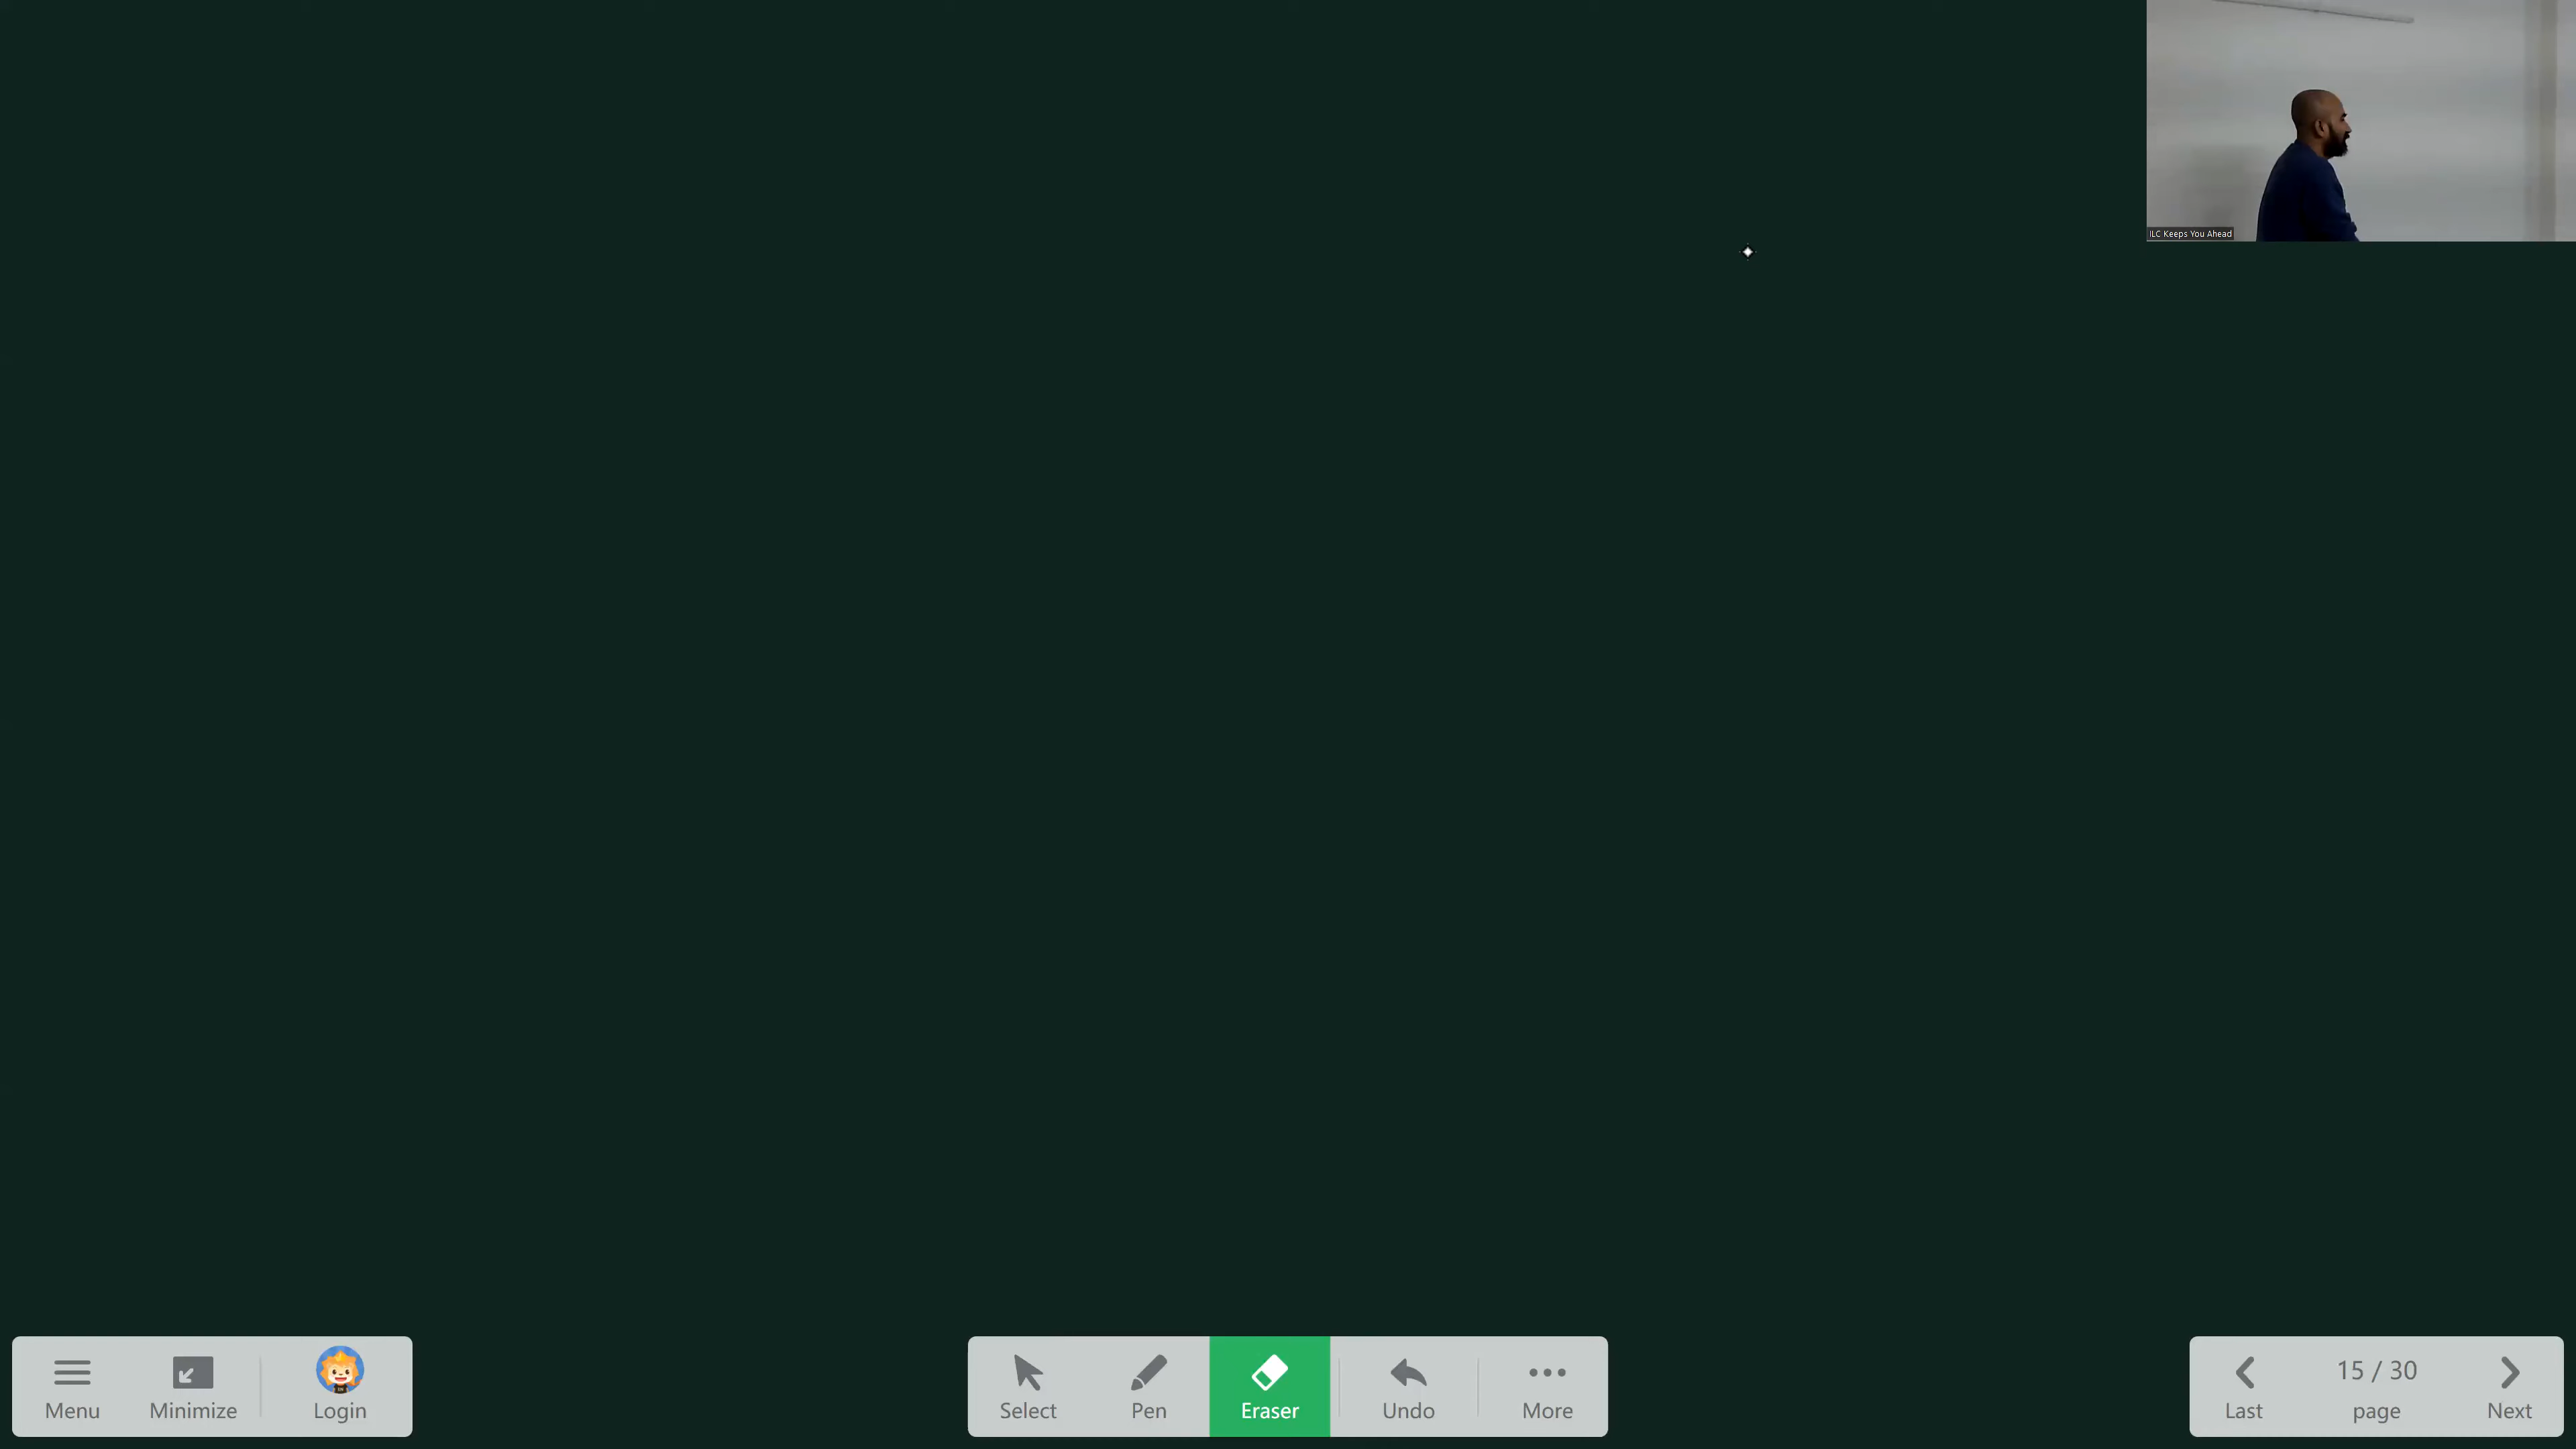 ILC Keeps You Ahead
Menu
Minimize
Login
Select
Pen
Eraser
Undo
More
Last
15 / 30
page
Next